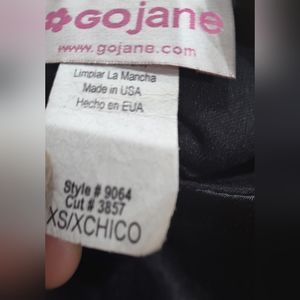 GOjane
www.gojane.com
Limpiar La Mancha
Made in USA
Hecho en EUA
Style # 9064
Cut # 3857
XS/XCHICO